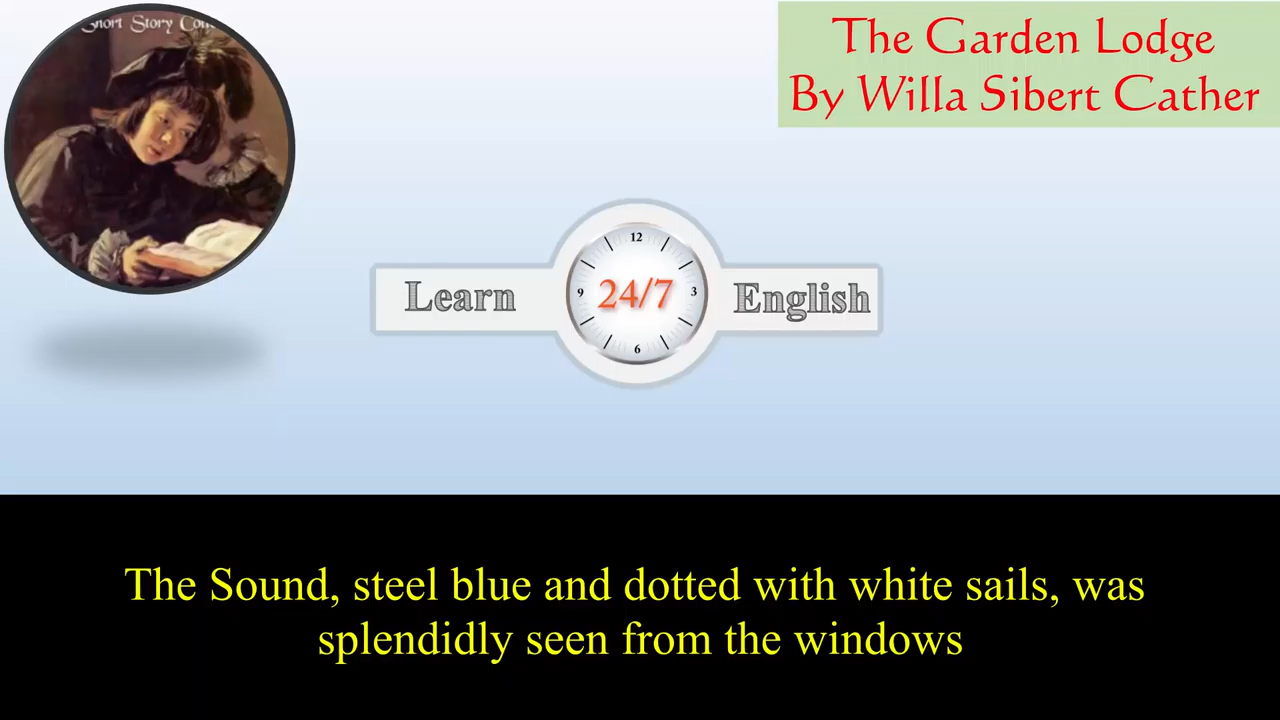 Short Story
The Garden Lodge
By Willa Sibert Cather
12
Learn 9 24/7 3 English
6
The Sound, steel blue and dotted with white sails, was
splendidly seen from the windows